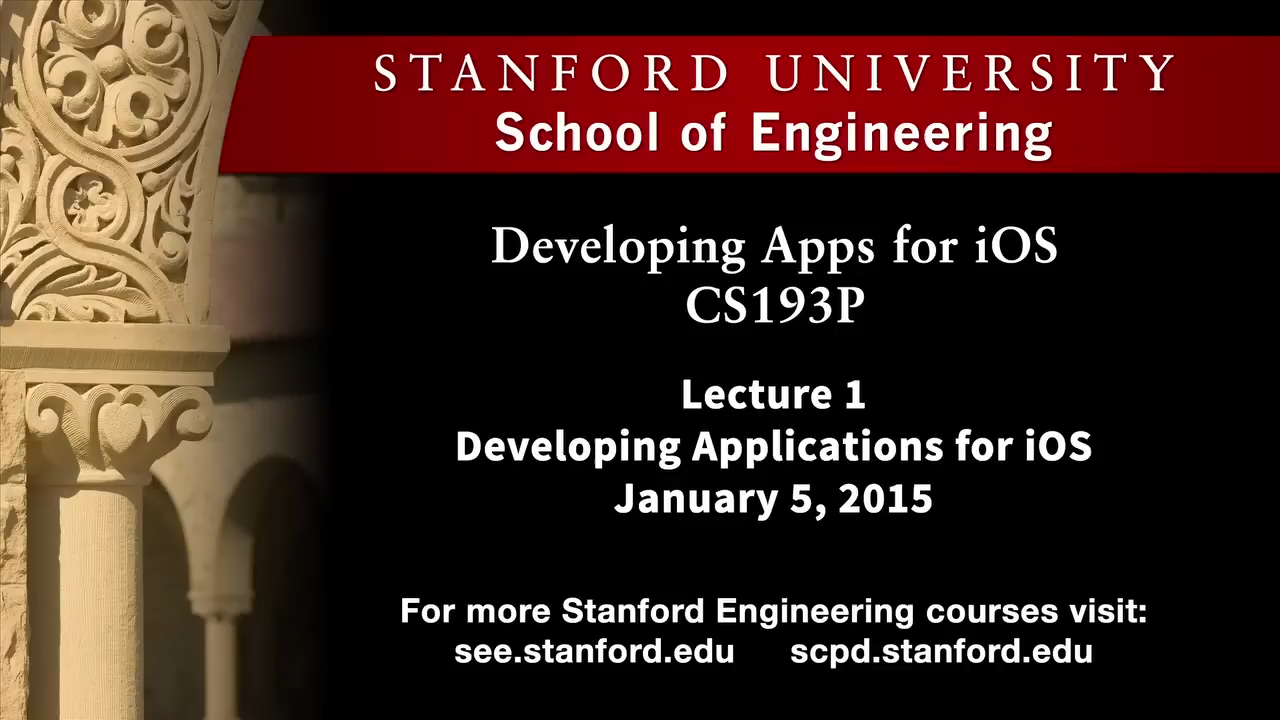 STANFORD UNIVERSITY
School of Engineering
Developing Apps for iOS
CS193P
Lecture 1
Developing Applications for iOS
January 5, 2015
For more Stanford Engineering courses visit:
see.stanford.edu scpd.stanford.edu